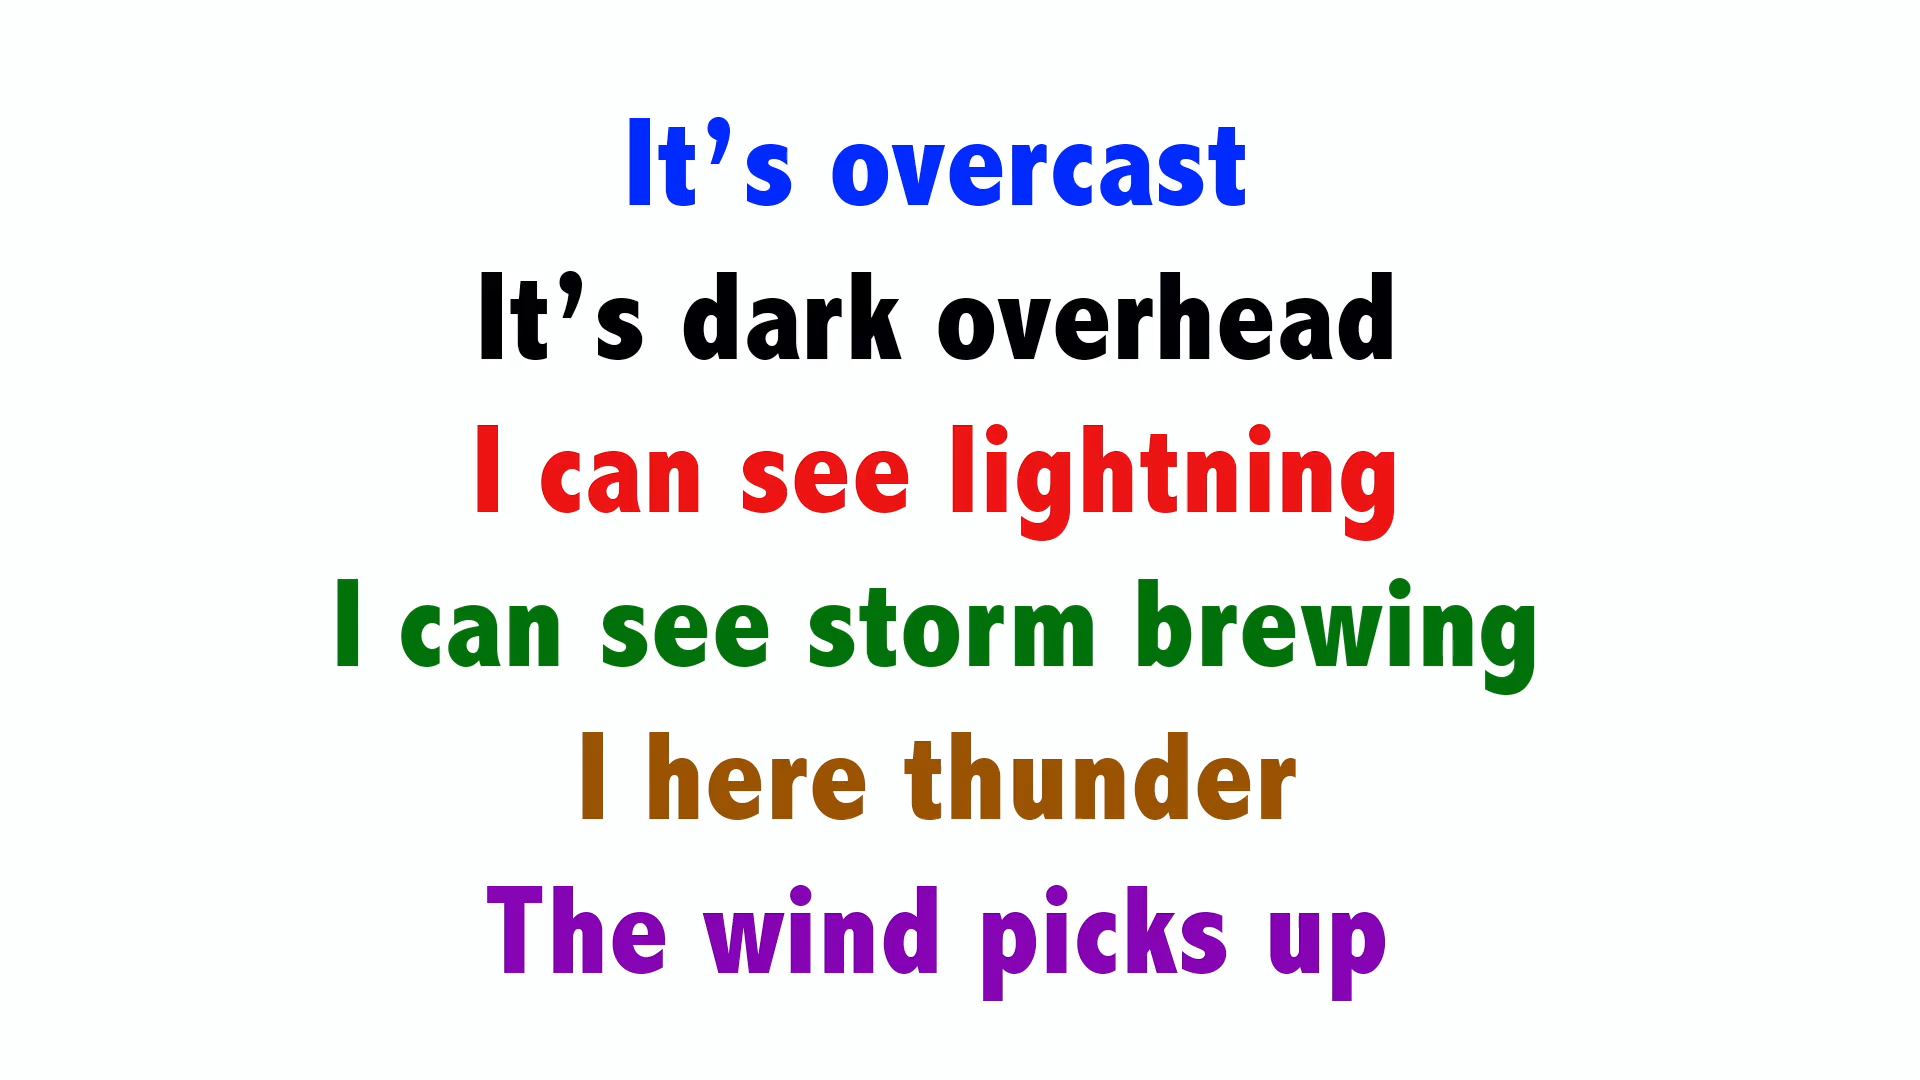 It’s overcast
It’s dark overhead
I can see lightning
I can see storm brewing
I here thunder
The wind picks up